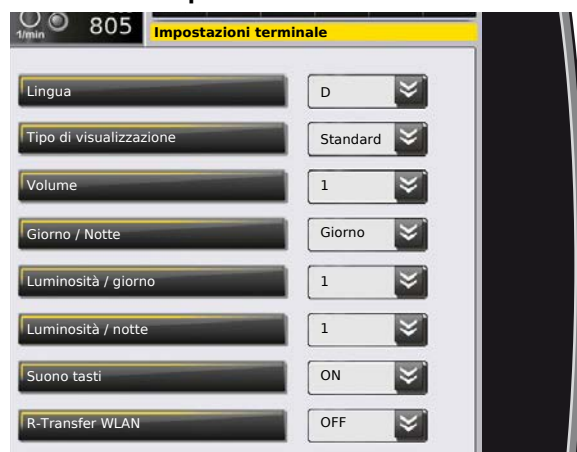 1/min 805 Impostazioni terminale
Lingua D
Tipo di visualizzazione Standard
Volume 1
Giorno / Notte Giorno
Luminosità / giorno 1
Luminosità / notte 1
Suono tasti ON
R-Transfer WLAN OFF